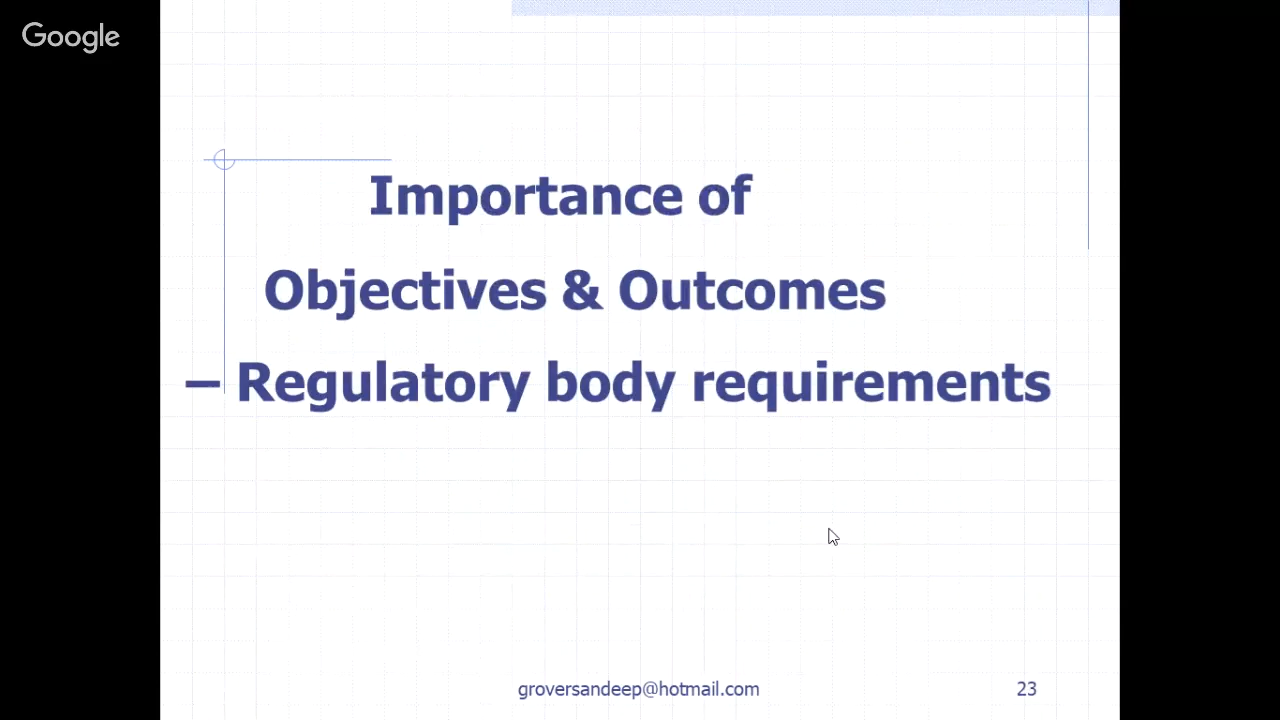 Google
Importance of
Objectives & Outcomes
– Regulatory body requirements
groversandeep@hotmail.com
23